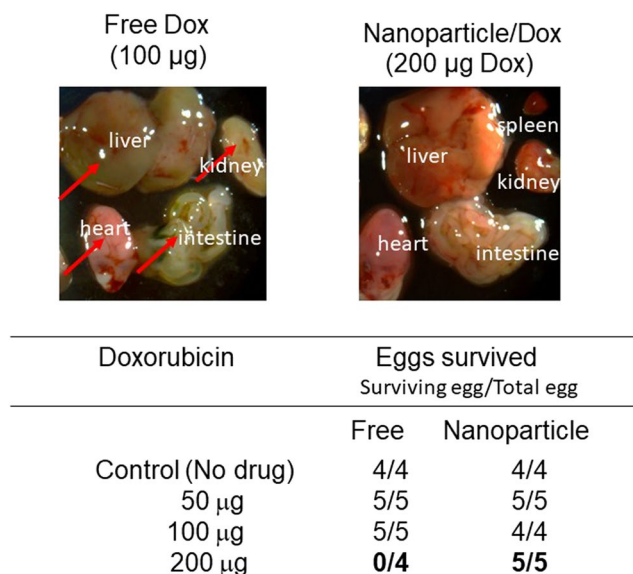 Free Dox
(100 µg)
Nanoparticle/Dox
(200 µg Dox)
liver
kidney
heart
intestine
spleen
liver
kidney
heart
intestine
Doxorubicin Eggs survived
Surviving egg/Total egg
Free Nanoparticle
Control (No drug) 4/4 4/4
50 µg 5/5 5/5
100 µg 5/5 4/4
200 µg 0/4 5/5